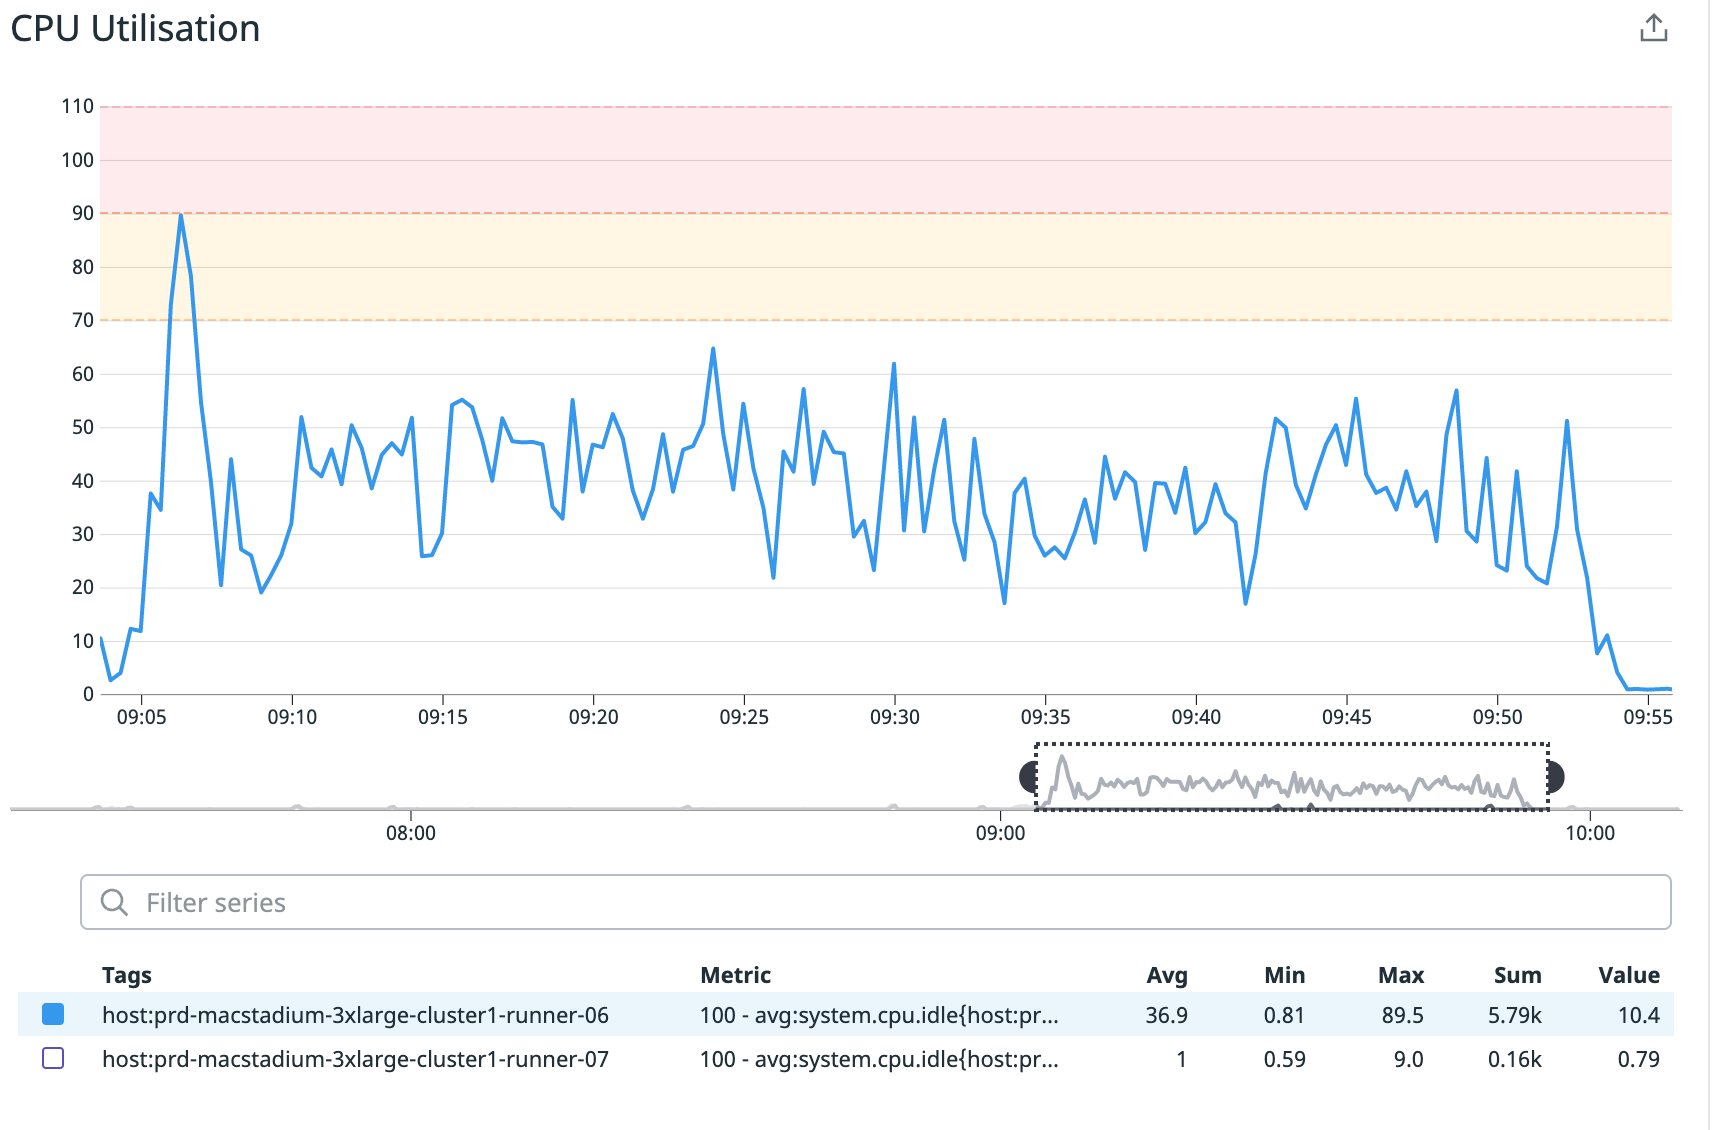 CPU Utilisation
110
100
90
80
70
60
50
40
30
20
10
0
09:05 09:10 09:15 09:20 09:25 09:30 09:35 09:40 09:45 09:50 09:55
08:00 09:00 10:00
Filter series
Tags Metric Avg Min Max Sum Value
host:prd-macstadium-3xlarge-cluster1-runner-06 100 - avg:system.cpu.idle{host:pr... 36.9 0.81 89.5 5.79k 10.4
host:prd-macstadium-3xlarge-cluster1-runner-07 100 - avg:system.cpu.idle{host:pr... 1 0.59 9.0 0.16k 0.79